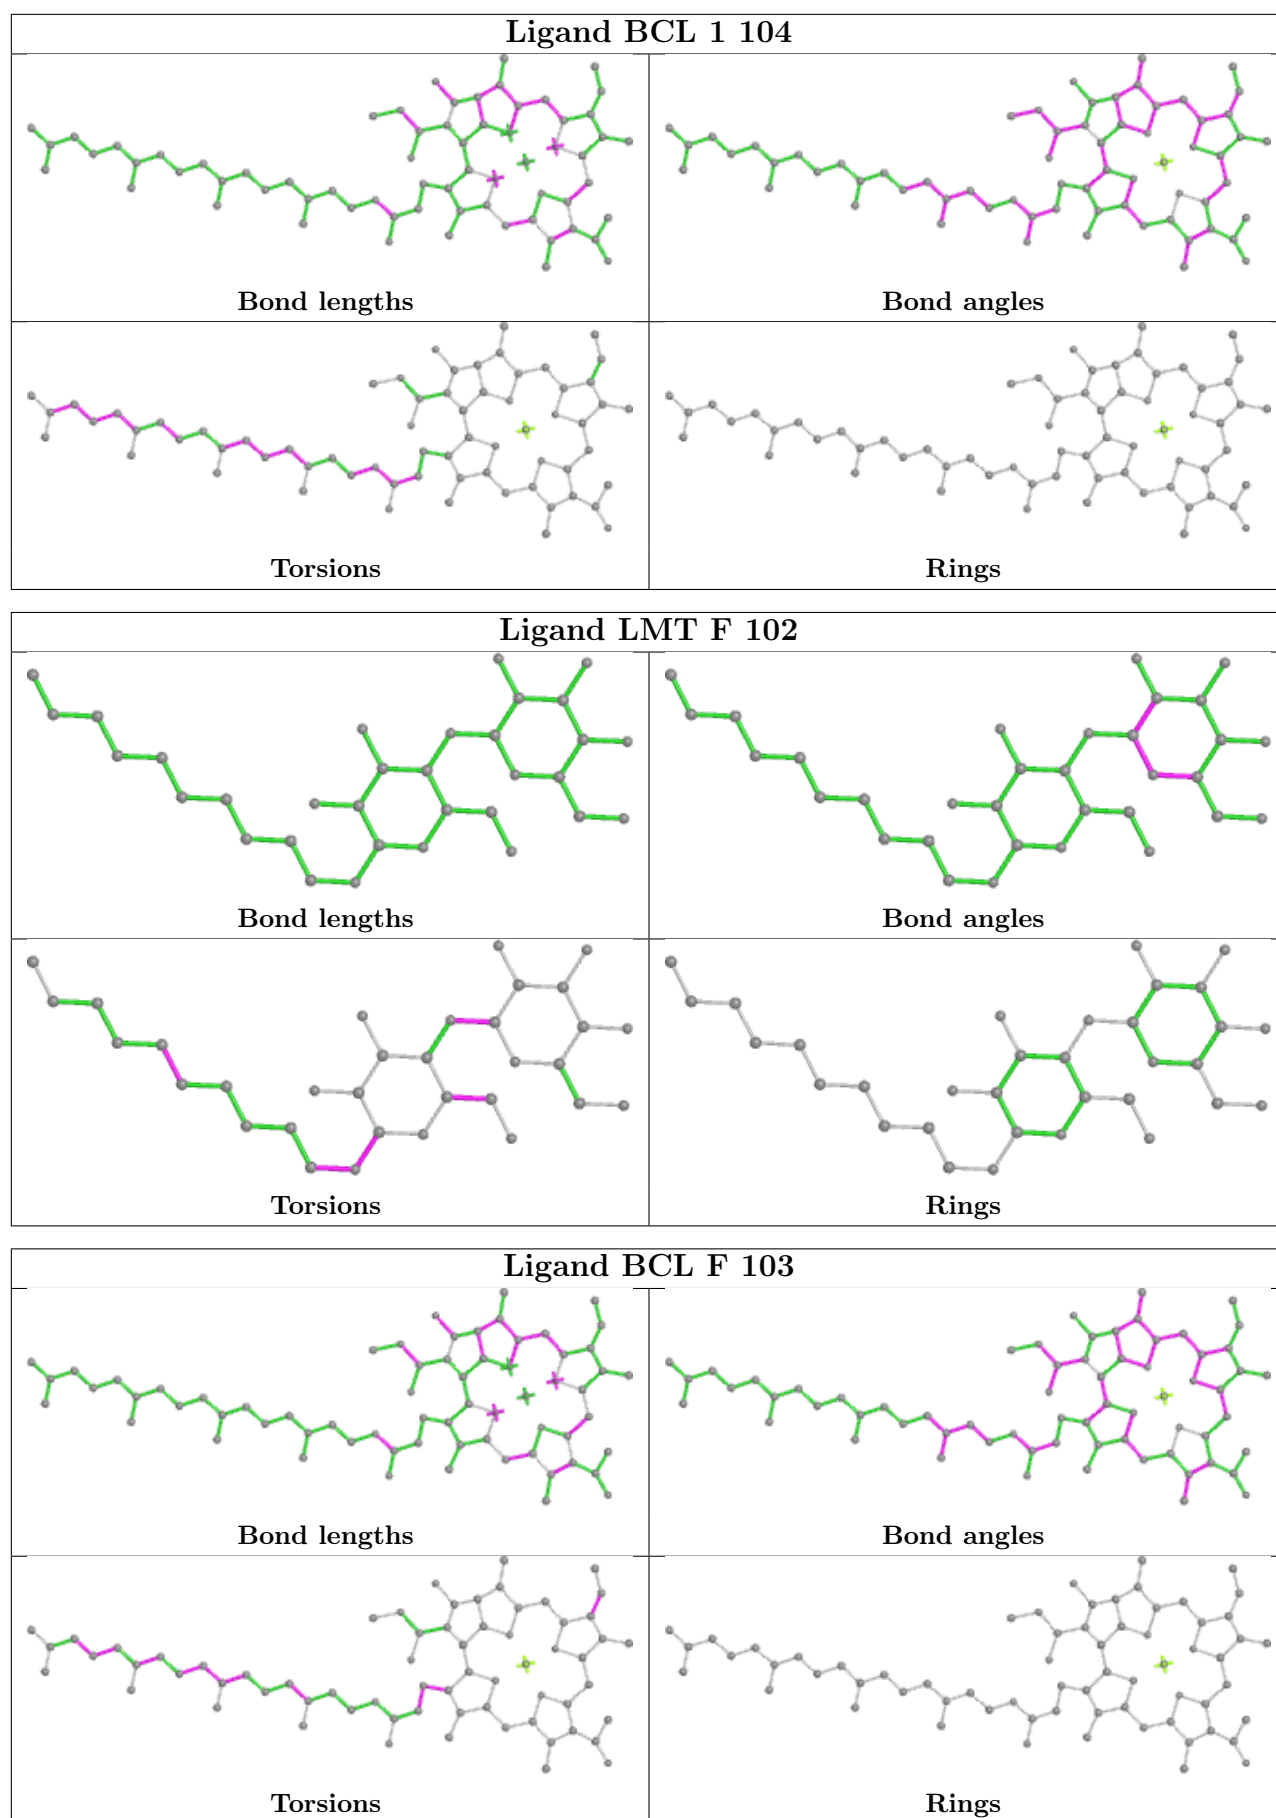 Ligand BCL 1 104
Bond lengths
Bond angles
Torsions
Rings
Ligand LMT F 102
Bond lengths
Bond angles
Torsions
Rings
Ligand BCL F 103
Bond lengths
Bond angles
Torsions
Rings